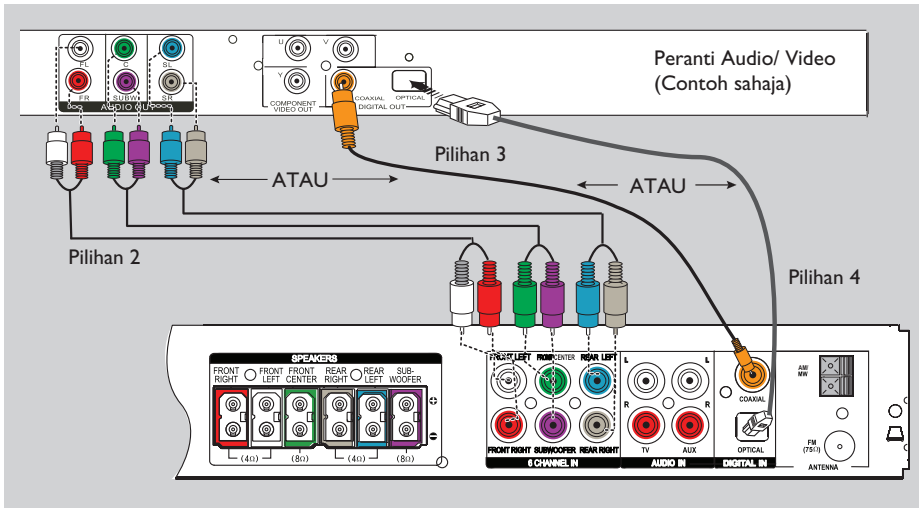 FL
C
SL
FR
SUBW
SR
AUDIO OUT
U
V
Y
COMPONENT
VIDEO OUT
COAXIAL
OPTICAL
DIGITAL OUT
Peranti Audio/ Video
(Contoh sahaja)
Pilihan 3
ATAU
ATAU
Pilihan 2
Pilihan 4
SPEAKERS
FRONT
RIGHT
FRONT
LEFT
FRONT
CENTER
REAR
RIGHT
REAR
LEFT
SUB-
WOOFER
(4Ω)
(8Ω)
(4Ω)
(8Ω)
FRONT LEFT
FRONT CENTER
REAR LEFT
FRONT RIGHT
SUBWOOFER
REAR RIGHT
6 CHANNEL IN
L
L
R
R
TV
AUX
AUDIO IN
COAXIAL
OPTICAL
DIGITAL IN
AM/
MW
FM
(75Ω)
ANTENNA